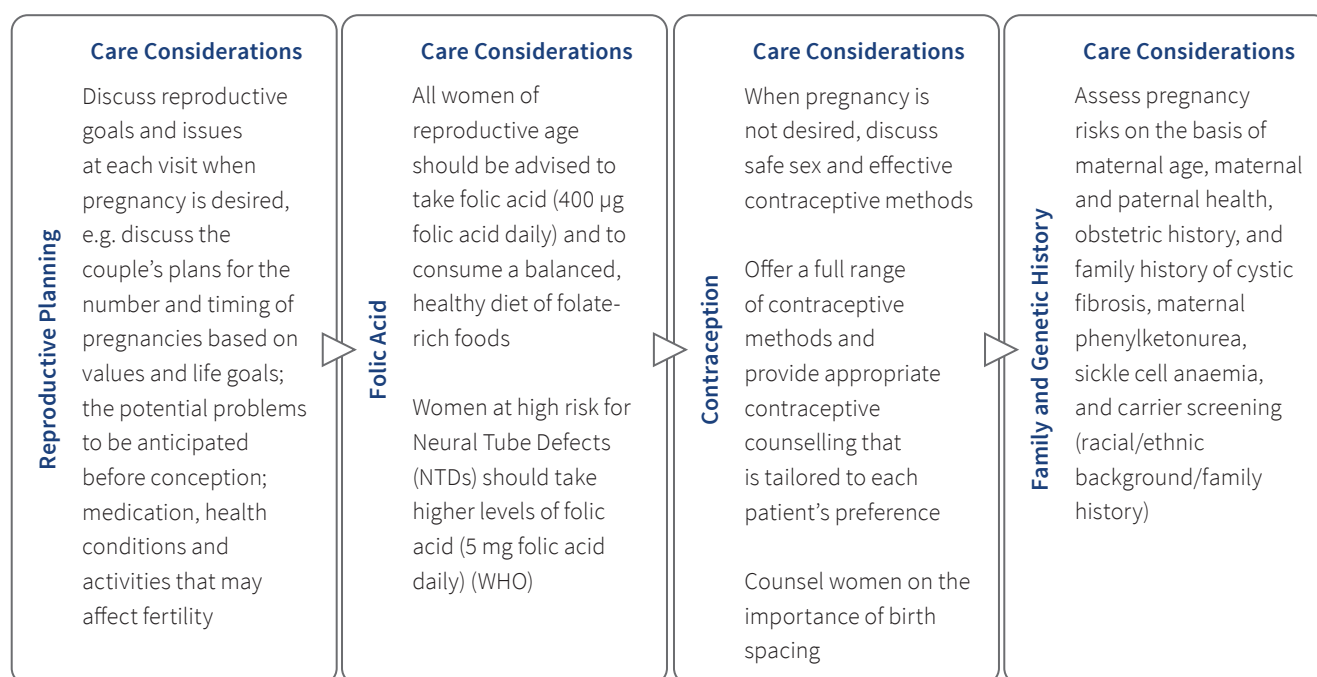 Reproductive Planning
Care Considerations
Discuss reproductive
goals and issues
at each visit when
pregnancy is desired,
e.g. discuss the
couple’s plans for the
number and timing of
pregnancies based on
values and life goals;
the potential problems
to be anticipated
before conception;
medication, health
conditions and
activities that may
affect fertility
Folic Acid
Care Considerations
All women of
reproductive age
should be advised to
take folic acid (400 µg
folic acid daily) and to
consume a balanced,
healthy diet of folate-
rich foods
Women at high risk for
Neural Tube Defects
(NTDs) should take
higher levels of folic
acid (5 mg folic acid
daily) (WHO)
Contraception
Care Considerations
When pregnancy is
not desired, discuss
safe sex and effective
contraceptive methods
Offer a full range
of contraceptive
methods and
provide appropriate
contraceptive
counselling that
is tailored to each
patient’s preference
Counsel women on the
importance of birth
spacing
Family and Genetic History
Care Considerations
Assess pregnancy
risks on the basis of
maternal age, maternal
and paternal health,
obstetric history, and
family history of cystic
fibrosis, maternal
phenylketonurea,
sickle cell anaemia,
and carrier screening
(racial/ethnic
background/family
history)